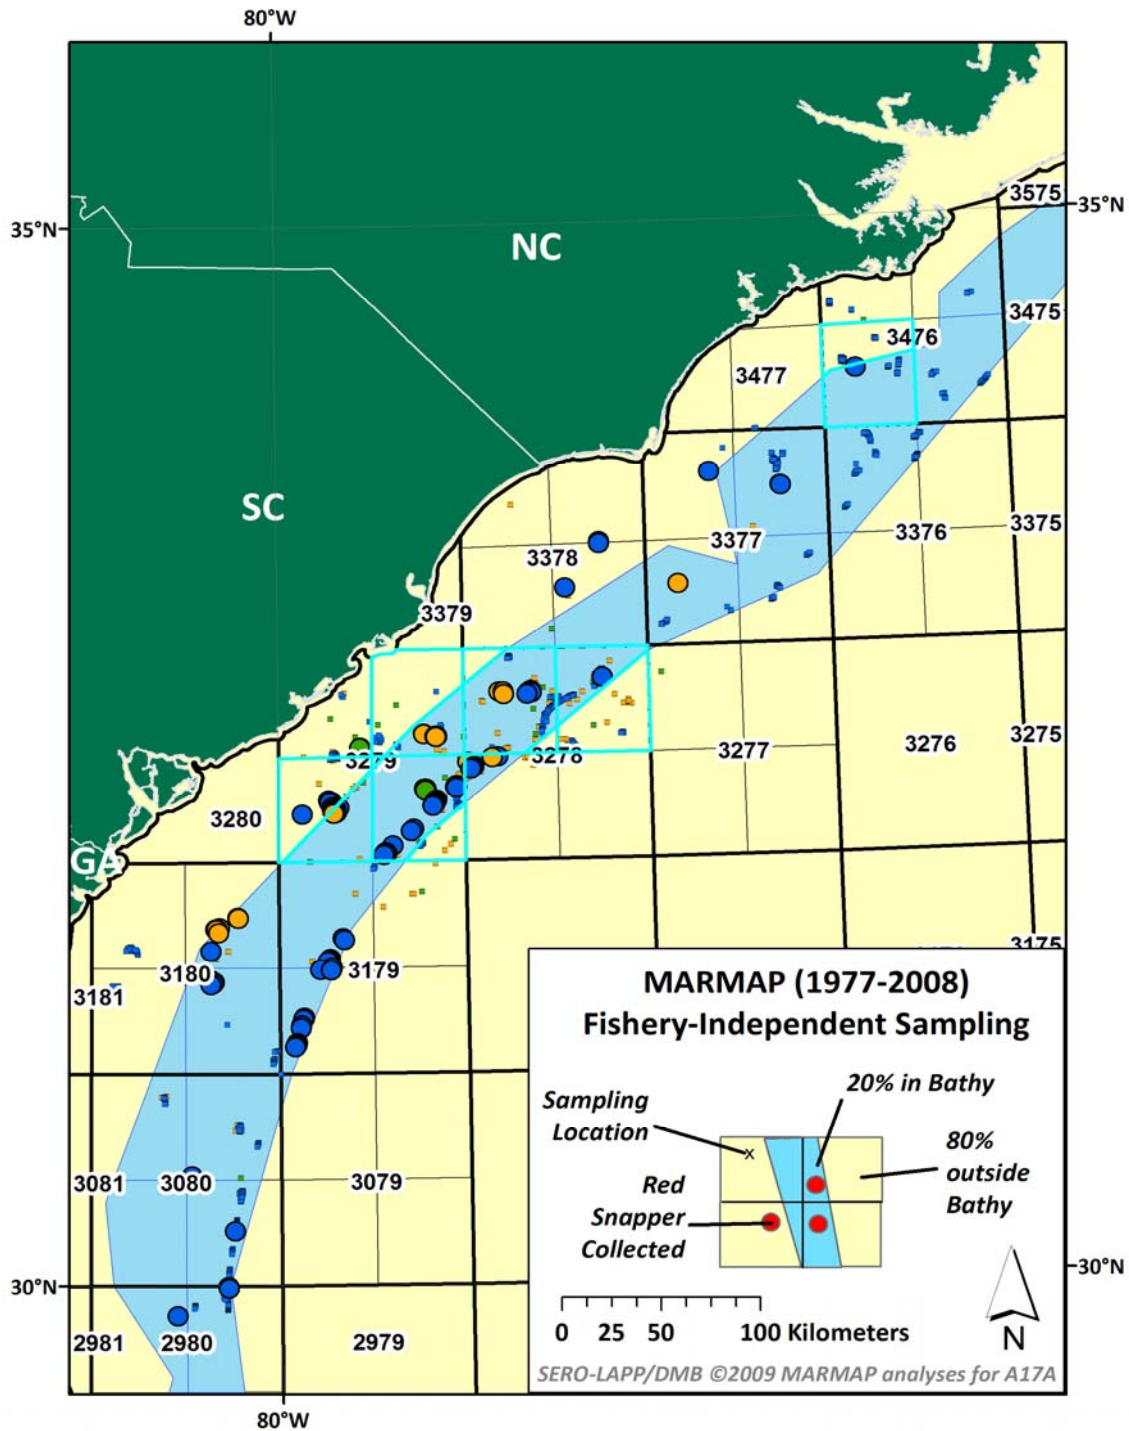 80°W
3575
35°N
35°N
NC
3475
3476
3477
SC
3375
3376
3377
3378
3379
3275
3276
3277
3278
3279
3280
GA
3175
3180
3179
3181
MARMAP (1977-2008)
Fishery-Independent Sampling
20% in Bathy
Sampling
Location
80%
outside
Bathy
x
Red
Snapper
Collected
3081
3080
3079
30°N
30°N
0 25 50 100 Kilometers
N
2981
2980
2979
SERO-LAPP/DMB ©2009 MARMAP analyses for A17A
80°W